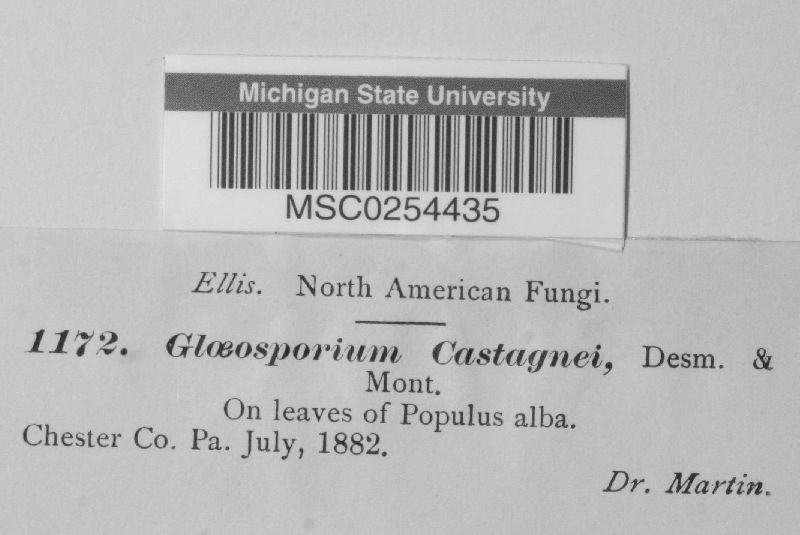 Michigan State University
MSC0254435
Ellis. North American Fungi.
1172. Glœosporium Castagnei, Desm. &
Mont.
On leaves of Populus alba.
Chester Co. Pa. July, 1882.
Dr. Martin.